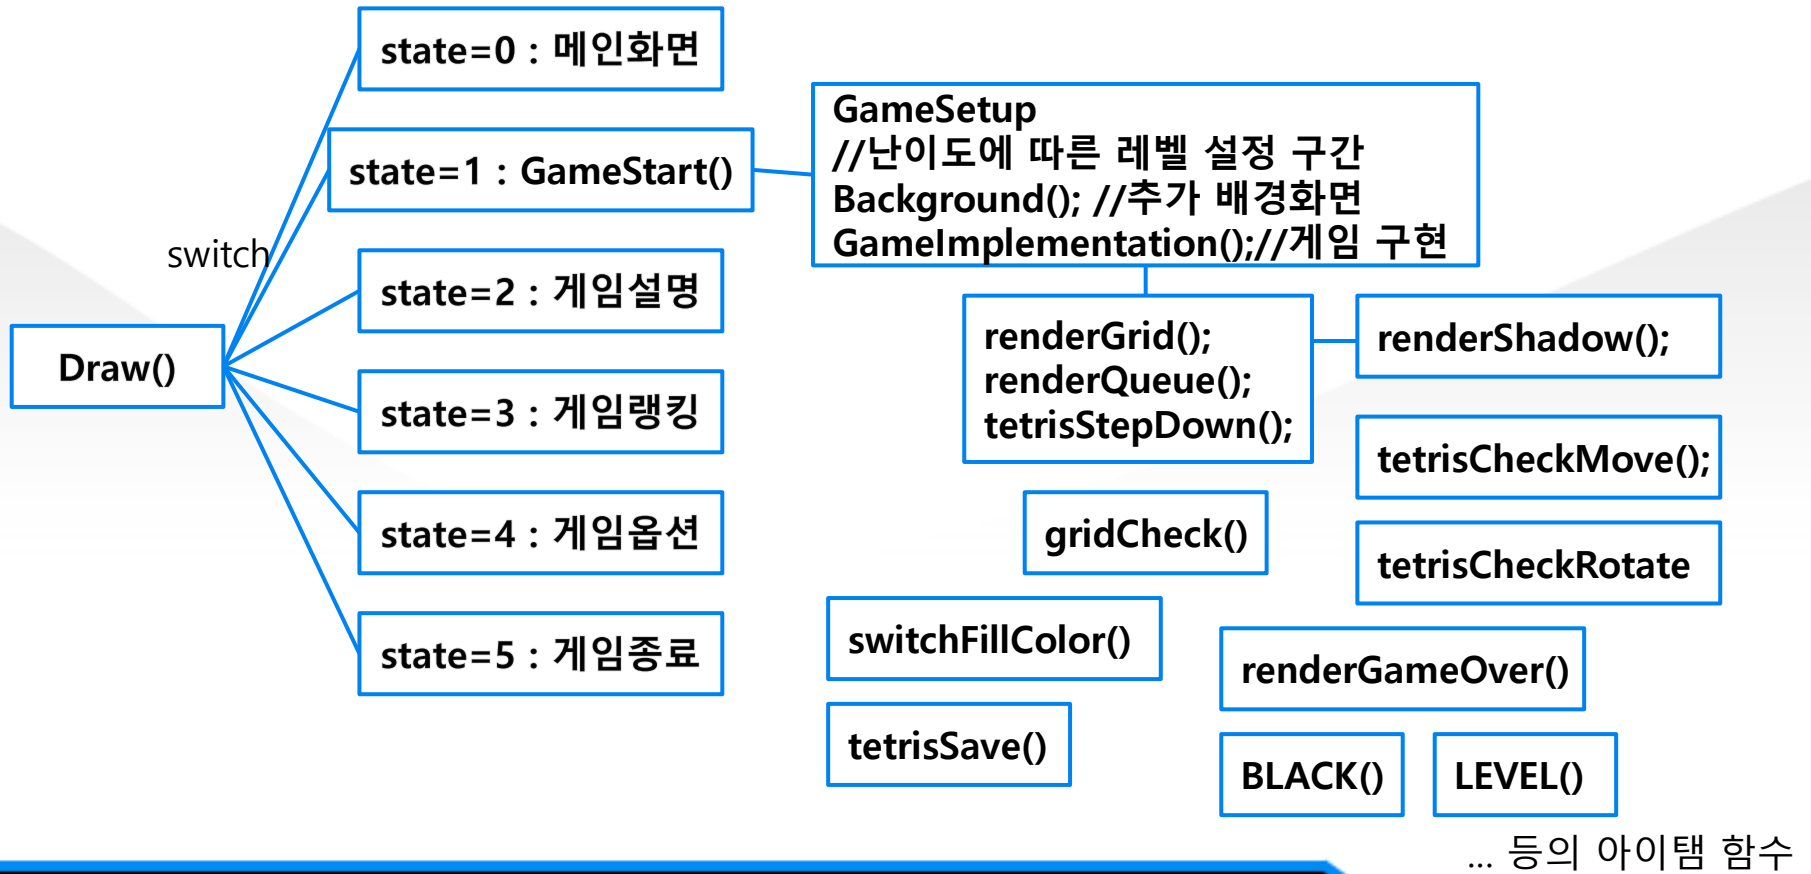 state=0 : 메인화면
state=1 : GameStart()
switch
state=2 : 게임설명
Draw()
state=3 : 게임랭킹
state=4 : 게임옵션
state=5 : 게임종료
GameSetup
//난이도에 따른 레벨 설정 구간
Background(); //추가 배경화면
GameImplementation();//게임 구현
renderGrid();
renderQueue();
tetrisStepDown();
renderShadow();
tetrisCheckMove();
tetrisCheckRotate
gridCheck()
switchFillColor()
tetrisSave()
renderGameOver()
BLACK()
LEVEL()
... 등의 아이탬 함수